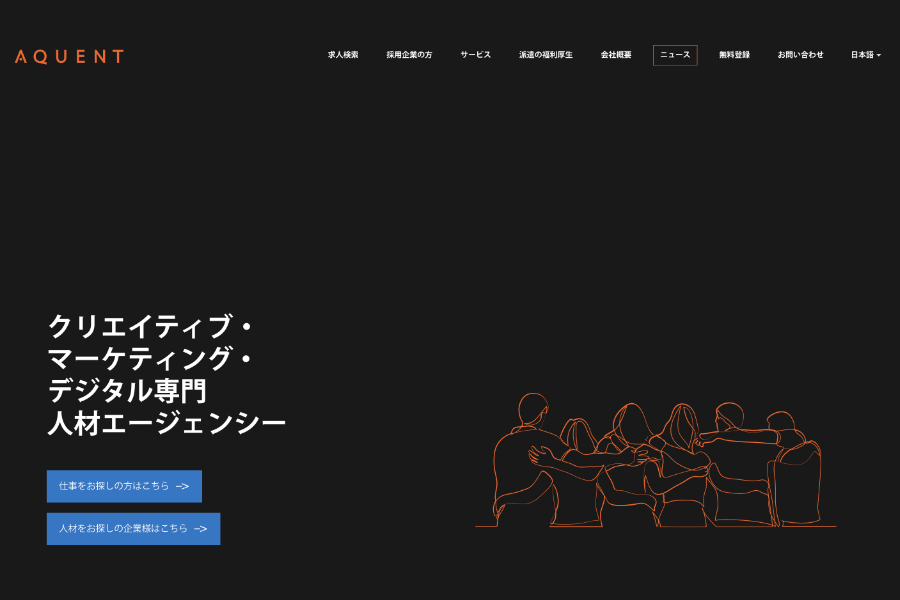 AQUENT
求人検索
採用企業の方
サービス
派遣の福利厚生
会社概要
ニュース
無料登録
お問い合わせ
日本語
クリエイティブ・
マーケティング・
デジタル専門
人材エージェンシー
仕事をお探しの方はこちら
人材をお探しの企業様はこちら